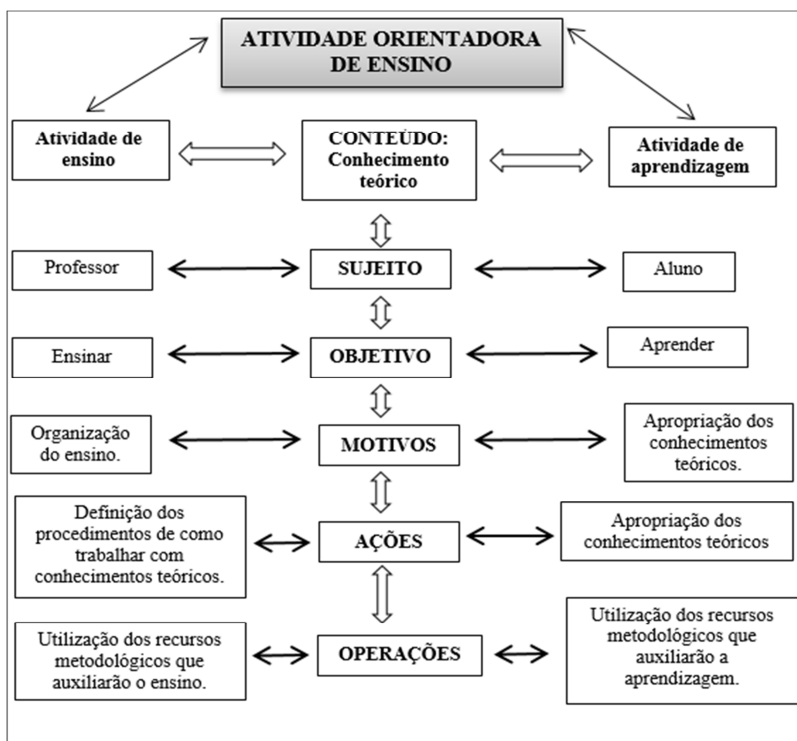 ATIVIDADE ORIENTADORA
DE ENSINO
Atividade de
ensino
CONTEÚDO:
Conhecimento
teórico
Atividade de
aprendizagem
Professor
SUJEITO
Aluno
Ensinar
OBJETIVO
Aprender
Organização
do ensino.
MOTIVOS
Apropriação dos
conhecimentos
teóricos.
Definição dos
procedimentos de como
trabalhar com
conhecimentos teóricos.
AÇÕES
Apropriação dos
conhecimentos teóricos
Utilização dos recursos
metodológicos que
auxiliarão o ensino.
OPERAÇÕES
Utilização dos recursos
metodológicos que
auxiliarão a
aprendizagem.